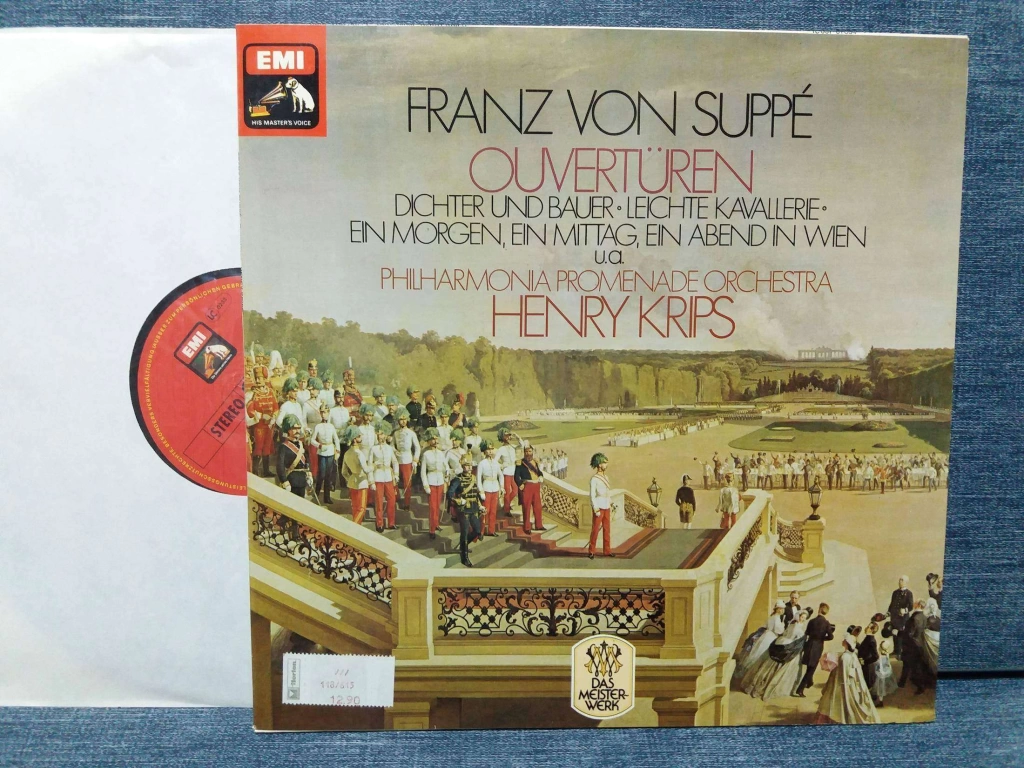 EMI
HIS MASTER'S VOICE
FRANZ VON SUPPÉ
OUVERTÜREN
DICHTER UND BAUER • LEICHTE KAVALLERIE •
EIN MORGEN, EIN MITTAG, EIN ABEND IN WIEN
u.a.
PHILHARMONIA PROMENADE ORCHESTRA
HENRY KRIPS
EMI
STEREO
DAS
MEISTER-
WERK
12.90